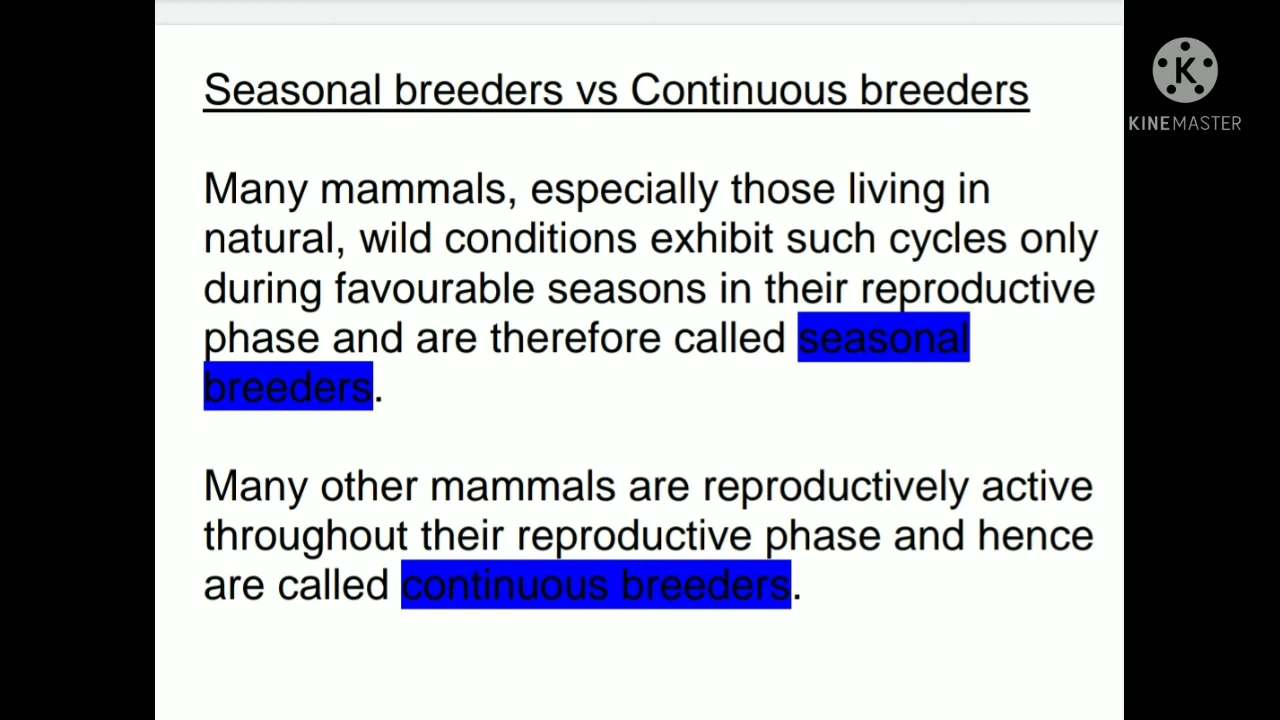 Seasonal breeders vs Continuous breeders
Many mammals, especially those living in
natural, wild conditions exhibit such cycles only
during favourable seasons in their reproductive
phase and are therefore called seasonal
breeders.
Many other mammals are reproductively active
throughout their reproductive phase and hence
are called continuous breeders.
K
KINEMASTER